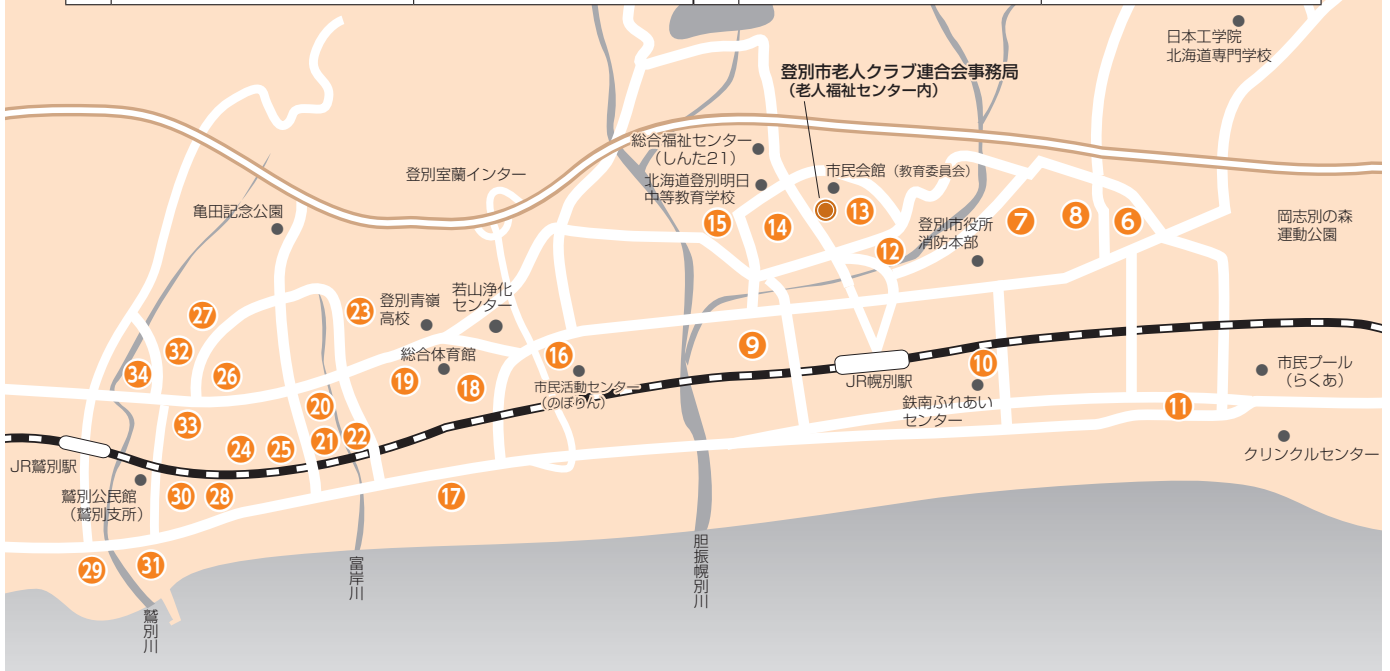 日本工学院
北海道専門学校
登別市老人クラブ連合会事務局
（老人福祉センター内）
総合福祉センター
（しんた21）
市民会館（教育委員会）
登別室蘭インター
北海道登別明日
中等教育学校
亀田記念公園
15
14
13
7
8
6
岡志別の森
運動公園
登別市役所
消防本部
12
27
23
登別青嶺
高校
若山浄化
センター
32
34
26
総合体育館
19
18
16
市民活動センター
（のぼりん）
9
JR幌別駅
10
鉄南ふれあい
センター
市民プール
（らくあ）
11
クリンクルセンター
33
20
24
25
21
22
JR鷲別駅
鷲別公民館
（鷲別支所）
30
28
17
29
31
富岸川
胆振幌別川
鷲別川